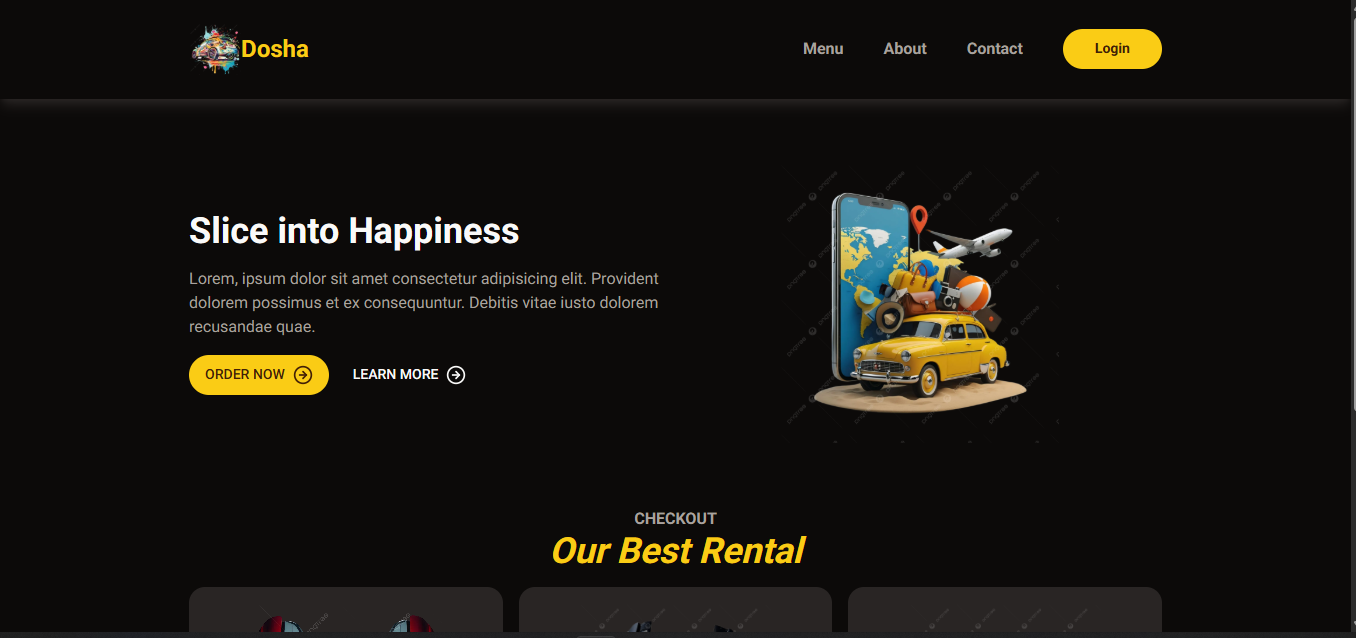 Dosha
Menu
About
Contact
Login
Slice into Happiness
Lorem, ipsum dolor sit amet consectetur adipisicing elit. Provident
dolorem possimus et ex consequuntur. Debitis vitae iusto dolorem
recusandae quae.
ORDER NOW
LEARN MORE
CHECKOUT
Our Best Rental